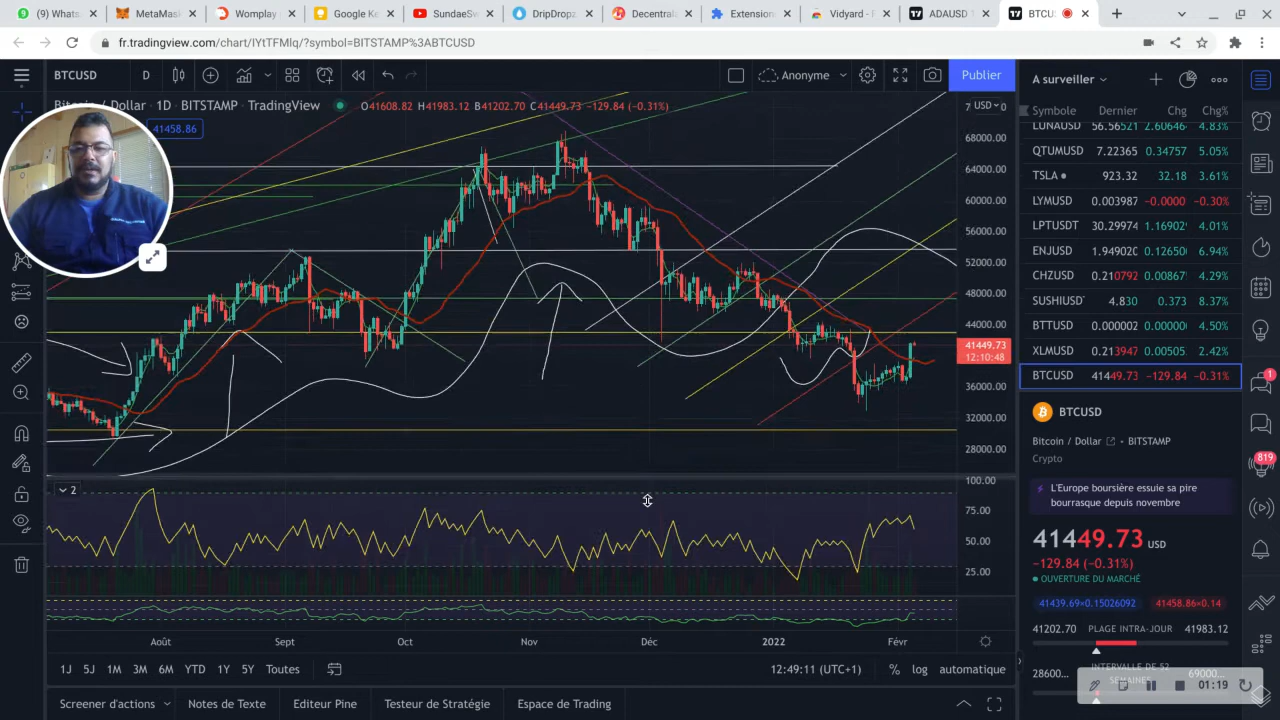 (9) Whats
MetaMas
Womplay
Google Ke
SundaeSw
DripDropz
Decentral
Extension
Vidyard - F
ADAUSD
BTCUS
fr.tradingview.com/chart/IYtTFMlq/?symbol=BITSTAMP%3ABTCUSD
BTCUSD D Anonyme Publier
Bitcoin / Dollar · 1D · BITSTAMP · TradingView O41608.82 H41983.12 B41202.70 C41449.73 −129.84 (−0.31%)
41458.86
USD
68000.00
64000.00
60000.00
56000.00
52000.00
48000.00
44000.00
41449.73
12:10:48
36000.00
32000.00
28000.00
2
100.00
75.00
50.00
25.00
Août Sept Oct Nov Déc 2022 Févr
1J 5J 1M 3M 6M YTD 1Y 5Y Toutes 12:49:11 (UTC+1) % log automatique
Screener d'actions Notes de Texte Editeur Pine Testeur de Stratégie Espace de Trading
A surveiller
Symbole Dernier Chg Chg%
LUNAUSD 56.56521 2.60646 4.83%
QTUMUSD 7.22365 0.34757 5.05%
TSLA 923.32 32.18 3.61%
LYMUSD 0.003987 −0.0000 −0.30%
LPTUSDT 30.29974 1.16902 4.01%
ENJUSD 1.94902 0.12650 6.94%
CHZUSD 0.210792 0.00867 4.29%
SUSHIUSD 4.830 0.373 8.37%
BTTUSD 0.000002 0.00000 4.50%
XLMUSD 0.213947 0.00505 2.42%
BTCUSD 41449.73 −129.84 −0.31%
BTCUSD
Bitcoin / Dollar · BITSTAMP
Crypto
L'Europe boursière essuie sa pire
bourrasque depuis novembre
41449.73 USD
−129.84 (−0.31%)
OUVERTURE DU MARCHÉ
41439.69×0.15026092 41458.86×0.14
41202.70 PLAGE INTRA-JOUR 41983.12
28600... INTERVALLE DE 52 SEMAINES 69000...
01:19
1
819